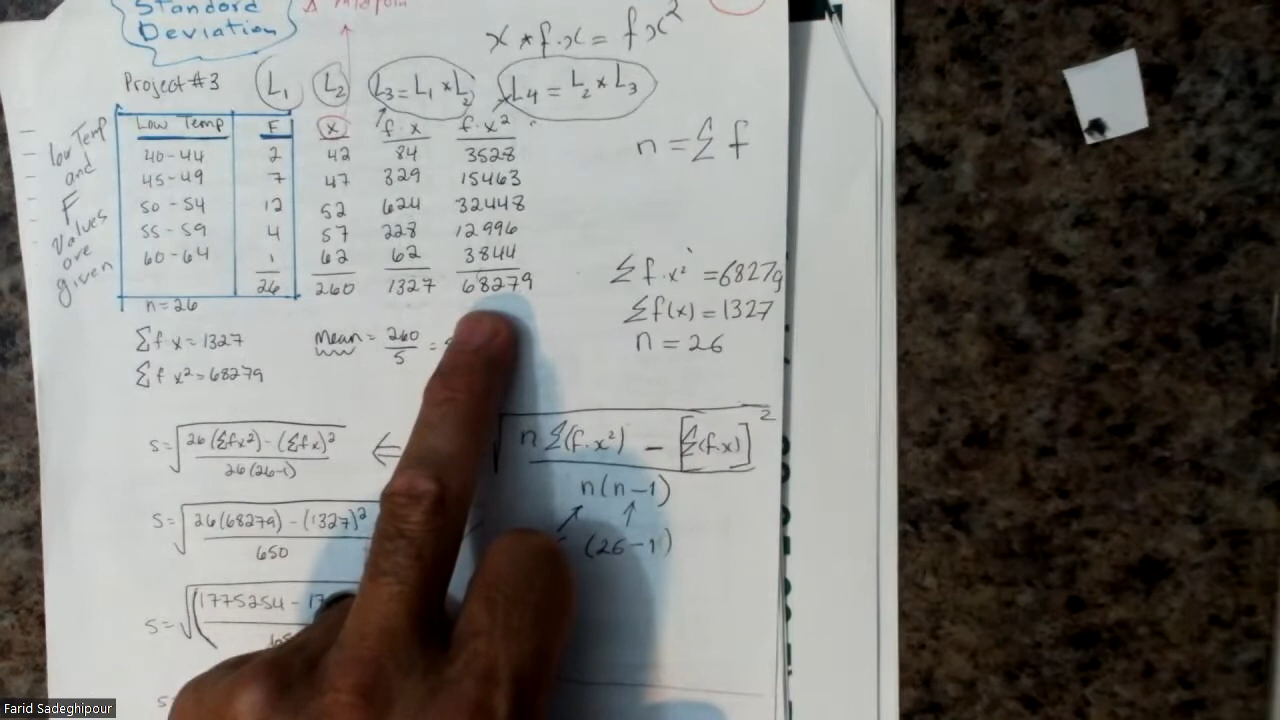 Standard
Deviation
Δ midpoin
x * f·x = fx²
Project #3
L₁
L₂
L₃ = L₁ × L₂
L₄ = L₂ × L₃
Low Temp and F values are given
Low Temp F x f·x f·x²
40-44 2 42 84 3528
45-49 7 47 329 15463
50-54 12 52 624 32448
55-59 4 57 228 12996
60-64 1 62 62 3844
26 260 1327 68279
n=26
n = Σ f
Σ f·x² = 68279
Σ f(x) = 1327
n = 26
Σf x = 1327
Σf x² = 68279
Mean = 260/5 =
s = √(26(Σfx²) - (Σfx)² / 26(26-1))
⇐
√(n Σ(f·x²) - [Σ(f·x)]² / n(n-1))
(26-1)
s = √(26(68279) - (1327)² / 650
s = √(1775254 - 17
s
Farid Sadeghipour